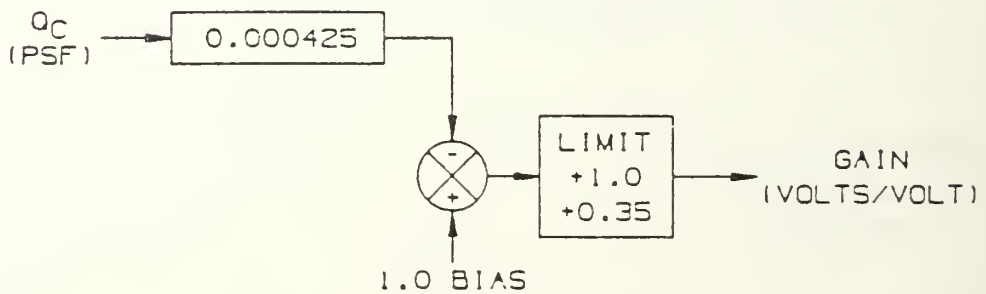 QC
(PSF)
0.000425
-
+
1.0 BIAS
LIMIT
+1.0
+0.35
GAIN
(VOLTS/VOLT)